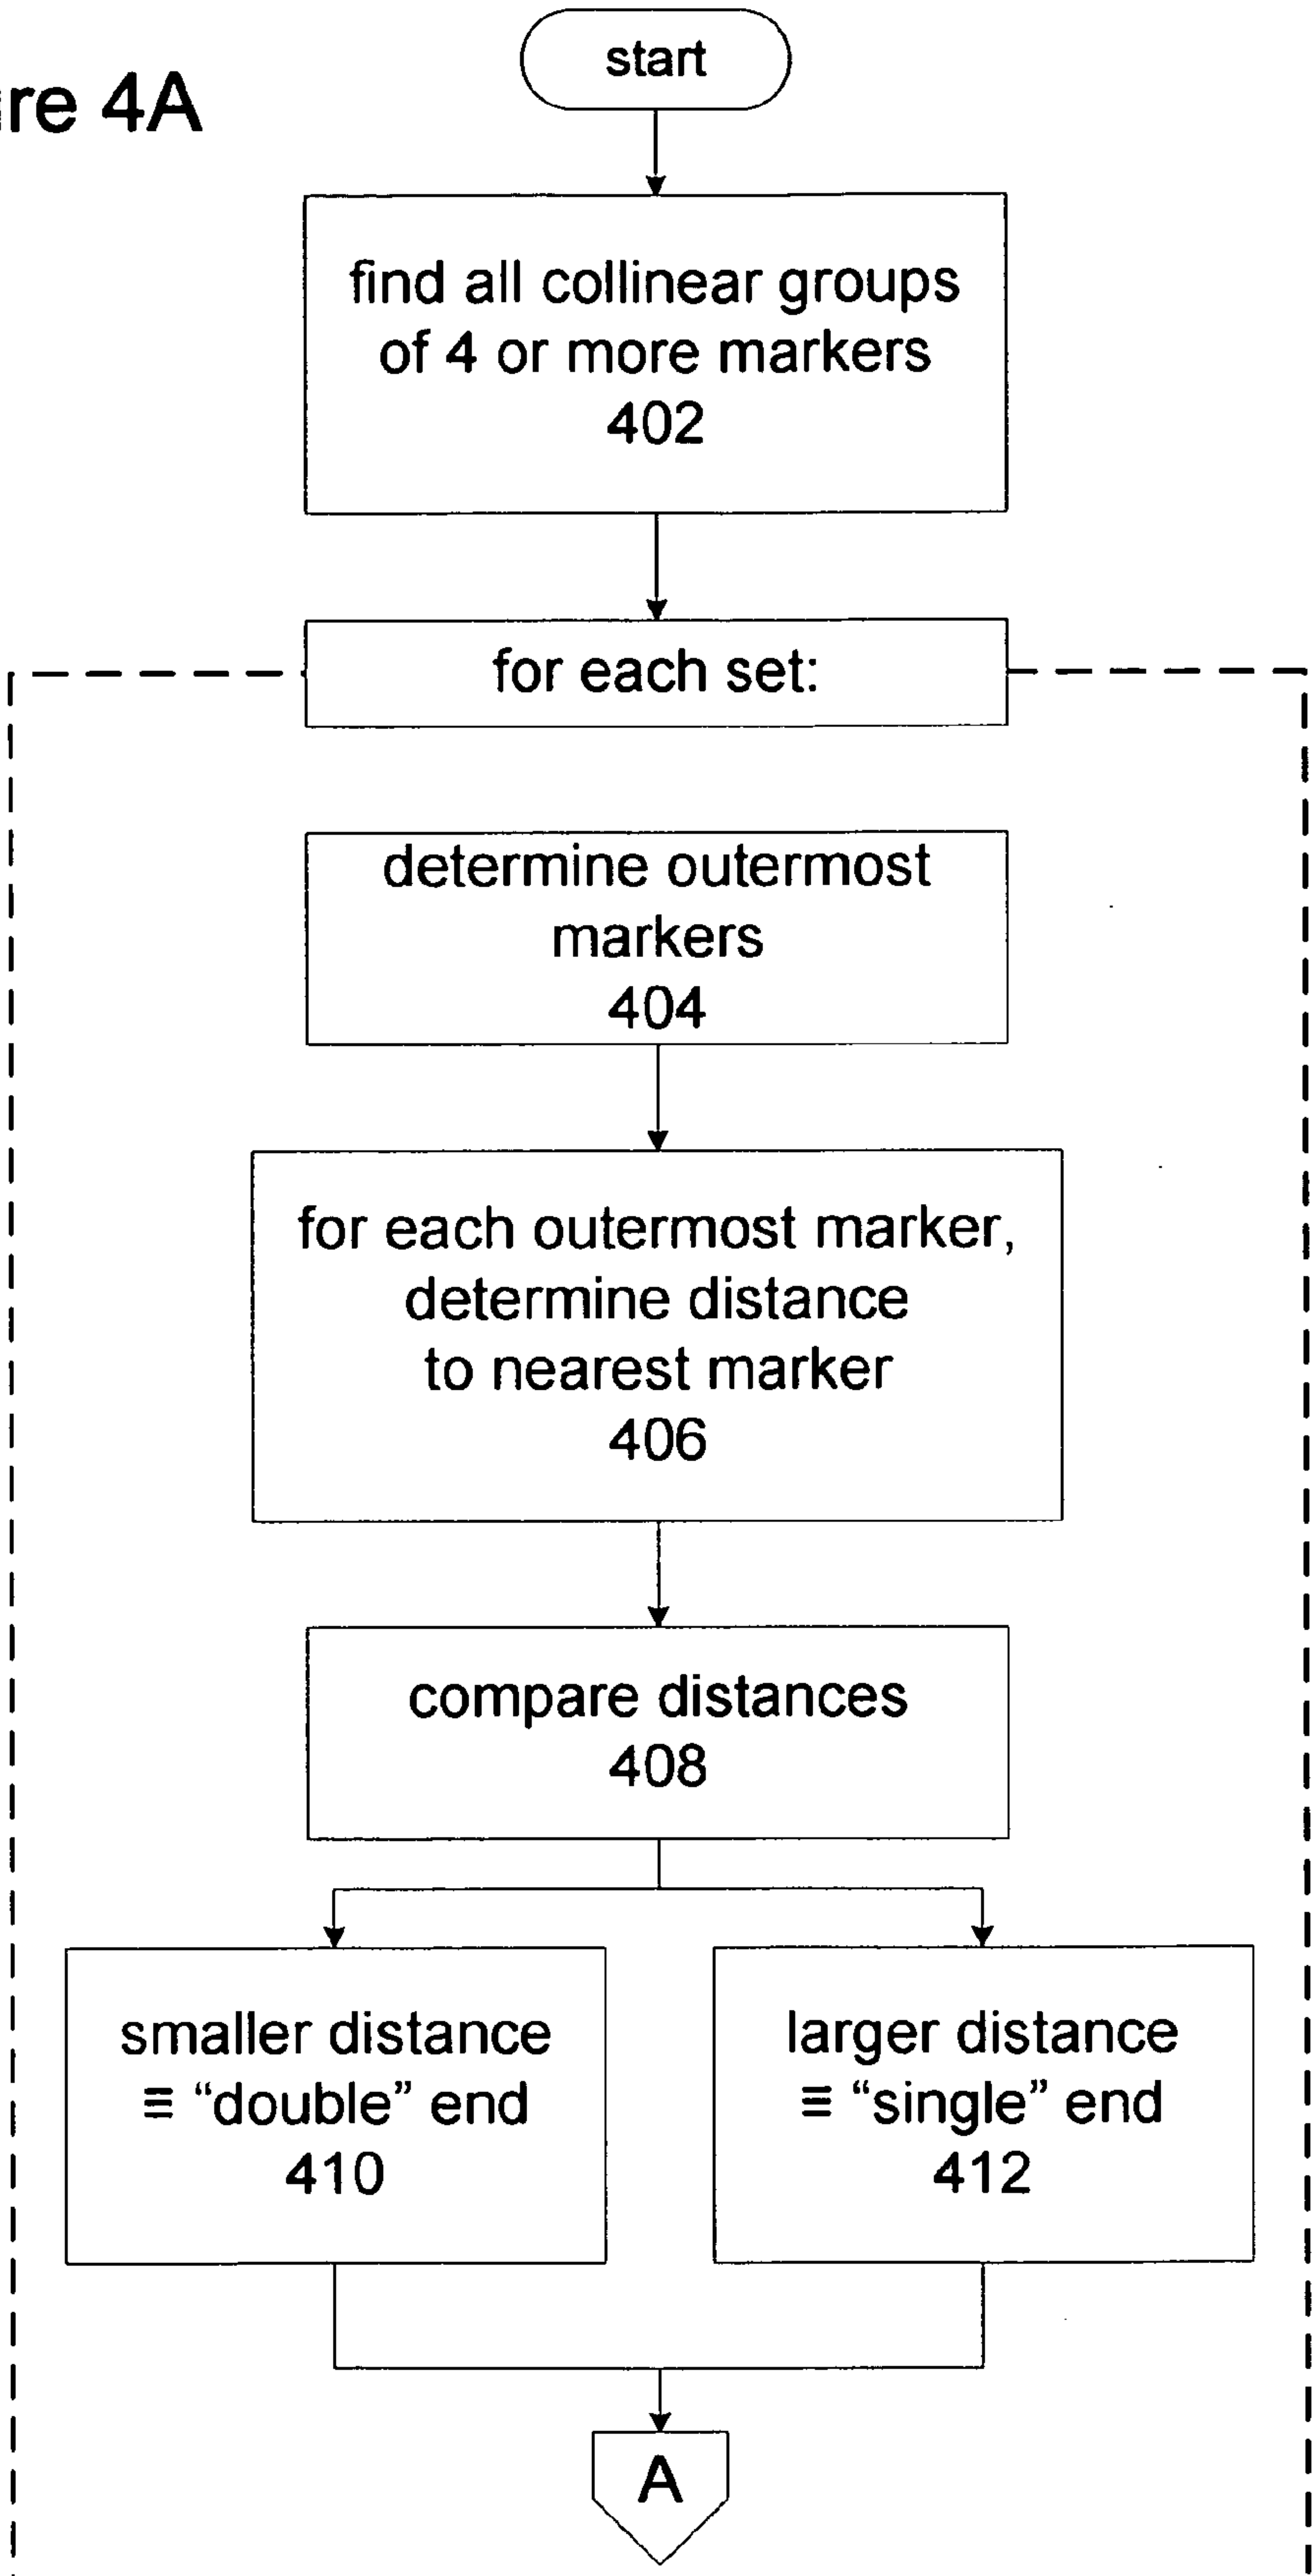 re 4A
start
find all collinear groups
of 4 or more markers
402
for each set:
determine outermost
markers
404
for each outermost marker,
determine distance
to nearest marker
406
compare distances
408
smaller distance
≡ “double” end
410
larger distance
≡ “single” end
412
A